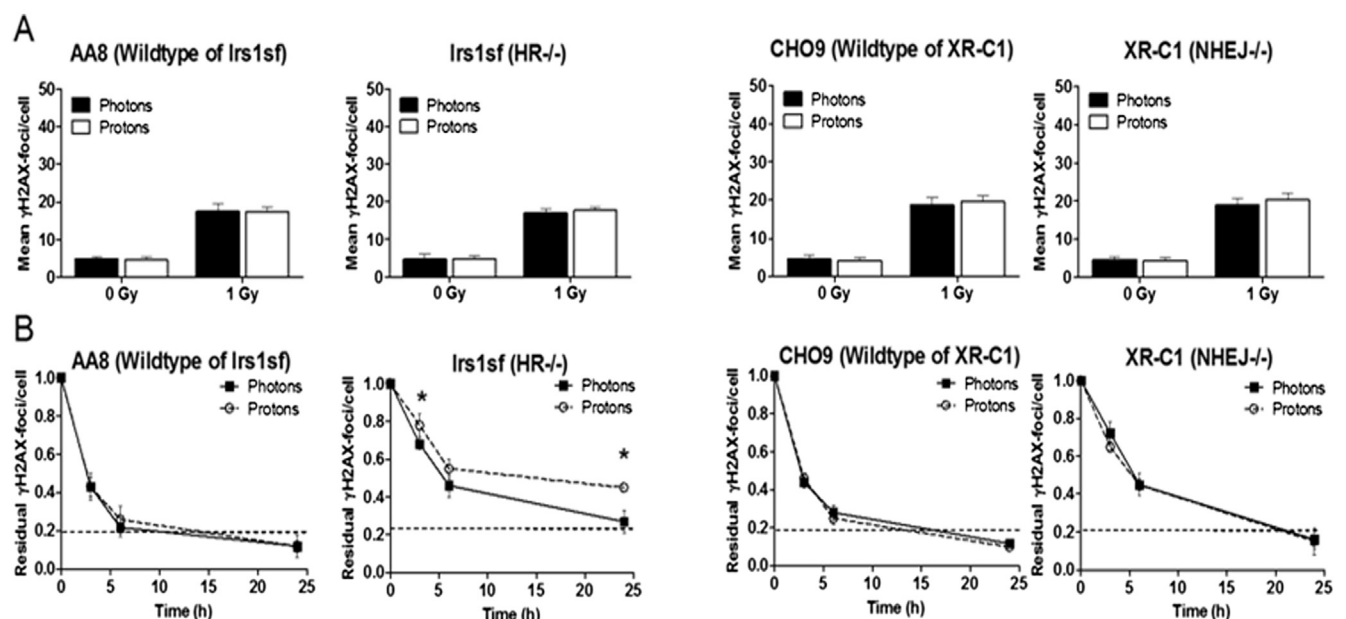 A
AA8 (Wildtype of Irs1sf)
Mean γH2AX-foci/cell
50
40
30
20
10
0
Photons
Protons
0 Gy
1 Gy
Irs1sf (HR-/-)
Mean γH2AX-foci/cell
50
40
30
20
10
0
Photons
Protons
0 Gy
1 Gy
CHO9 (Wildtype of XR-C1)
Mean γH2AX-foci/cell
50
40
30
20
10
0
Photons
Protons
0 Gy
1 Gy
XR-C1 (NHEJ-/-)
Mean γH2AX-foci/cell
50
40
30
20
10
0
Photons
Protons
0 Gy
1 Gy
B
AA8 (Wildtype of Irs1sf)
Residual γH2AX-foci/cell
1.0
0.8
0.6
0.4
0.2
0.0
Photons
Protons
0 5 10 15 20 25
Time (h)
Irs1sf (HR-/-)
Residual γH2AX-foci/cell
1.0
0.8
0.6
0.4
0.2
0.0
Photons
Protons
*
*
0 5 10 15 20 25
Time (h)
CHO9 (Wildtype of XR-C1)
Residual γH2AX-foci/cell
1.0
0.8
0.6
0.4
0.2
0.0
Photons
Protons
0 5 10 15 20 25
Time (h)
XR-C1 (NHEJ-/-)
Residual γH2AX-foci/cell
1.0
0.8
0.6
0.4
0.2
0.0
Photons
Protons
0 5 10 15 20 25
Time (h)